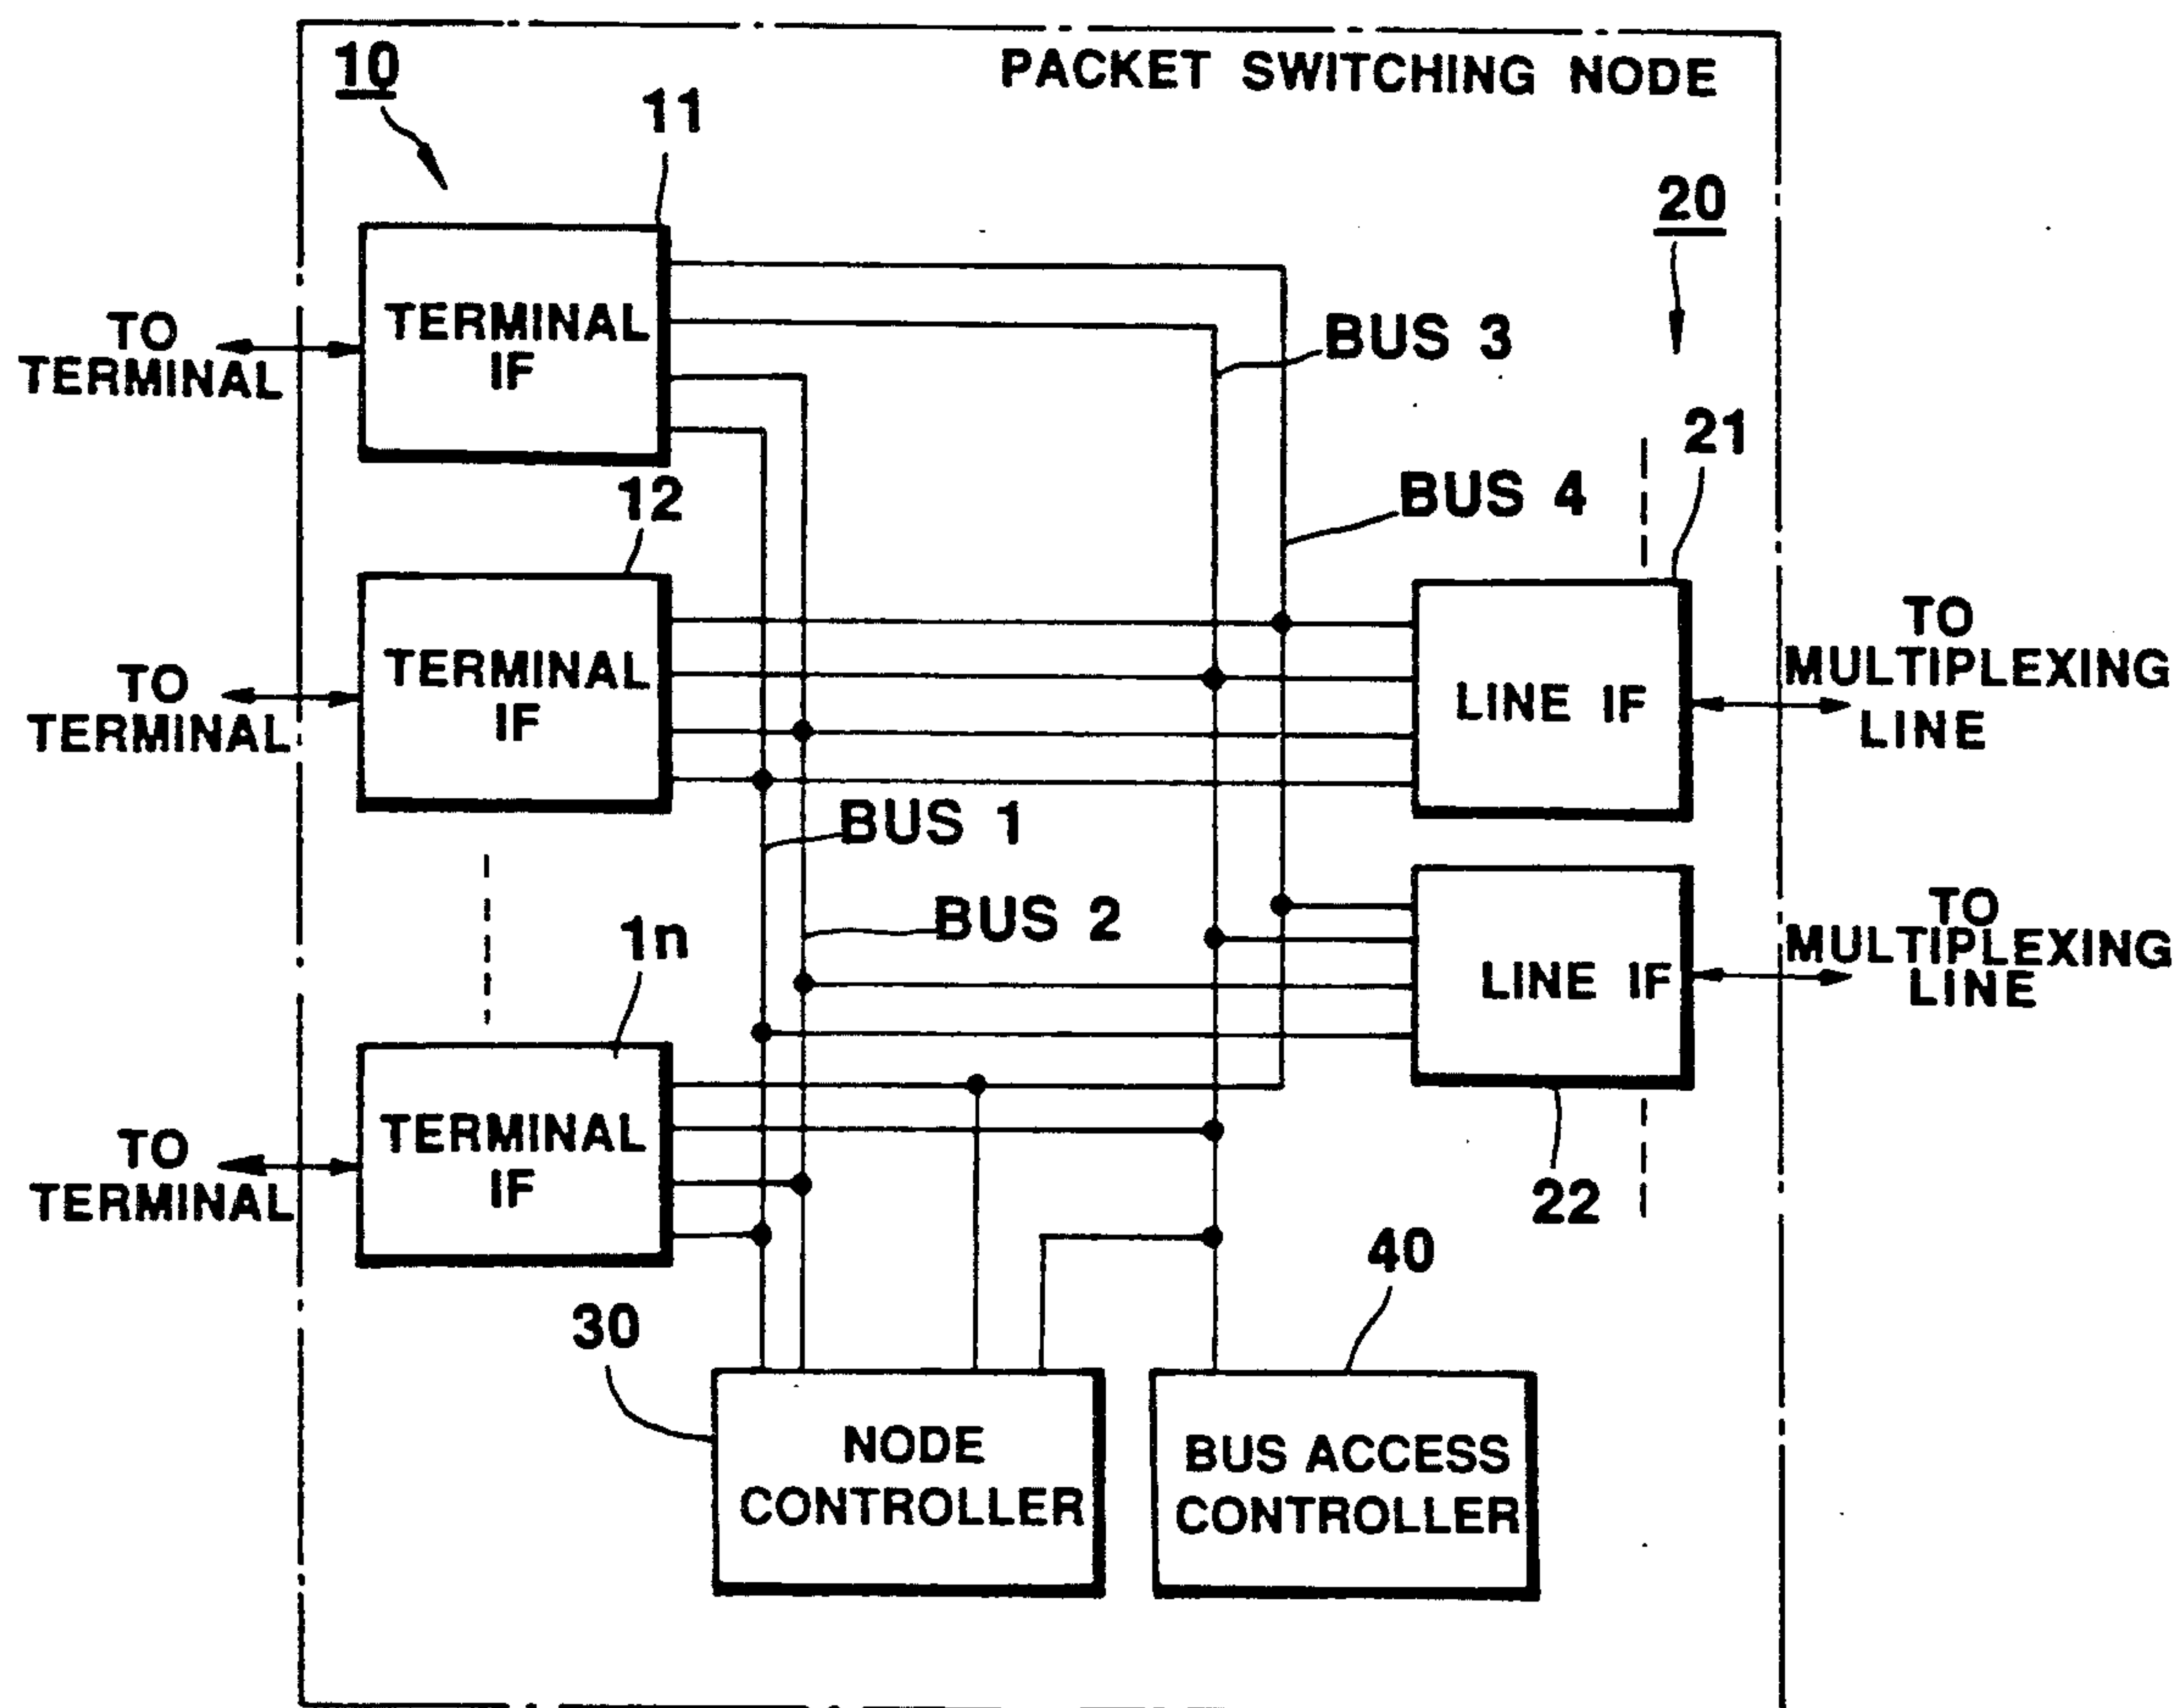 PACKET SWITCHING NODE
10
11
20
TERMINAL
IF
TO
TERMINAL
BUS 3
21
BUS 4
12
TERMINAL
IF
TO
TERMINAL
LINE IF
TO
MULTIPLEXING
LINE
BUS 1
BUS 2
1n
LINE IF
TO
MULTIPLEXING
LINE
TERMINAL
IF
TO
TERMINAL
22
40
30
NODE
CONTROLLER
BUS ACCESS
CONTROLLER